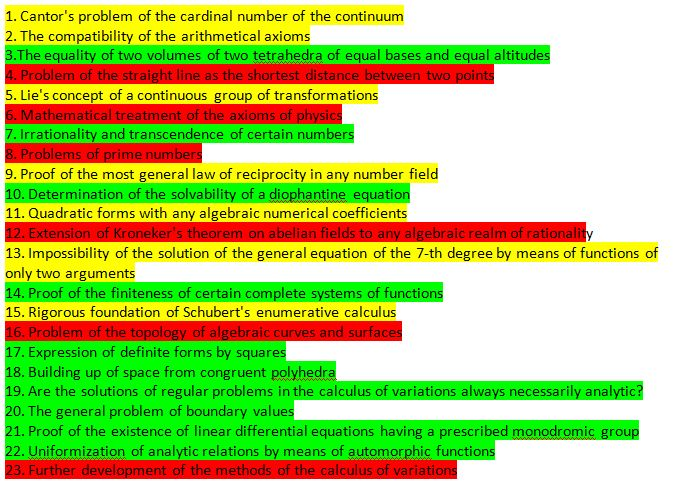 1. Cantor's problem of the cardinal number of the continuum
2. The compatibility of the arithmetical axioms
3.The equality of two volumes of two tetrahedra of equal bases and equal altitudes
4. Problem of the straight line as the shortest distance between two points
5. Lie's concept of a continuous group of transformations
6. Mathematical treatment of the axioms of physics
7. Irrationality and transcendence of certain numbers
8. Problems of prime numbers
9. Proof of the most general law of reciprocity in any number field
10. Determination of the solvability of a diophantine equation
11. Quadratic forms with any algebraic numerical coefficients
12. Extension of Kroneker's theorem on abelian fields to any algebraic realm of rationality
13. Impossibility of the solution of the general equation of the 7-th degree by means of functions of
only two arguments
14. Proof of the finiteness of certain complete systems of functions
15. Rigorous foundation of Schubert's enumerative calculus
16. Problem of the topology of algebraic curves and surfaces
17. Expression of definite forms by squares
18. Building up of space from congruent polyhedra
19. Are the solutions of regular problems in the calculus of variations always necessarily analytic?
20. The general problem of boundary values
21. Proof of the existence of linear differential equations having a prescribed monodromic group
22. Uniformization of analytic relations by means of automorphic functions
23. Further development of the methods of the calculus of variations